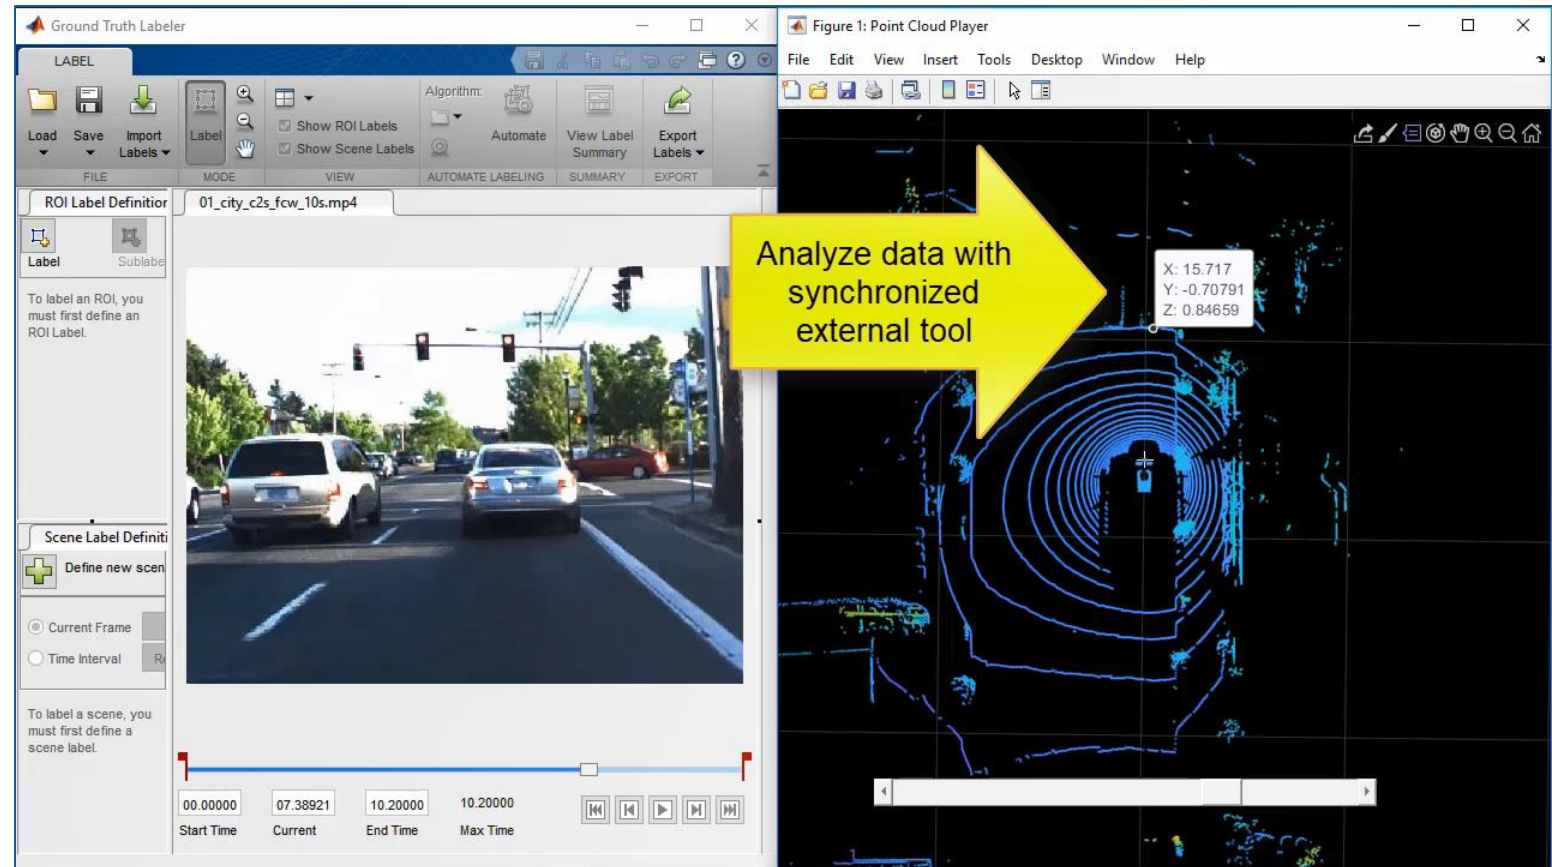 Ground Truth Labeler
LABEL
Load
Save
Import
Labels
FILE
Label
MODE
Show ROI Labels
Show Scene Labels
VIEW
Algorithm:
Automate
AUTOMATE LABELING
View Label
Summary
SUMMARY
Export
Labels
EXPORT
ROI Label Definition
Label
Sublabe
To label an ROI, you
must first define an
ROI Label.
01_city_c2s_fcw_10s.mp4
Scene Label Definiti
Define new scen
Current Frame
Time Interval
To label a scene, you
must first define a
scene label.
00.00000
07.38921
10.20000
10.20000
Start Time
Current
End Time
Max Time
Analyze data with
synchronized
external tool
Figure 1: Point Cloud Player
File Edit View Insert Tools Desktop Window Help
X: 15.717
Y: -0.70791
Z: 0.84659